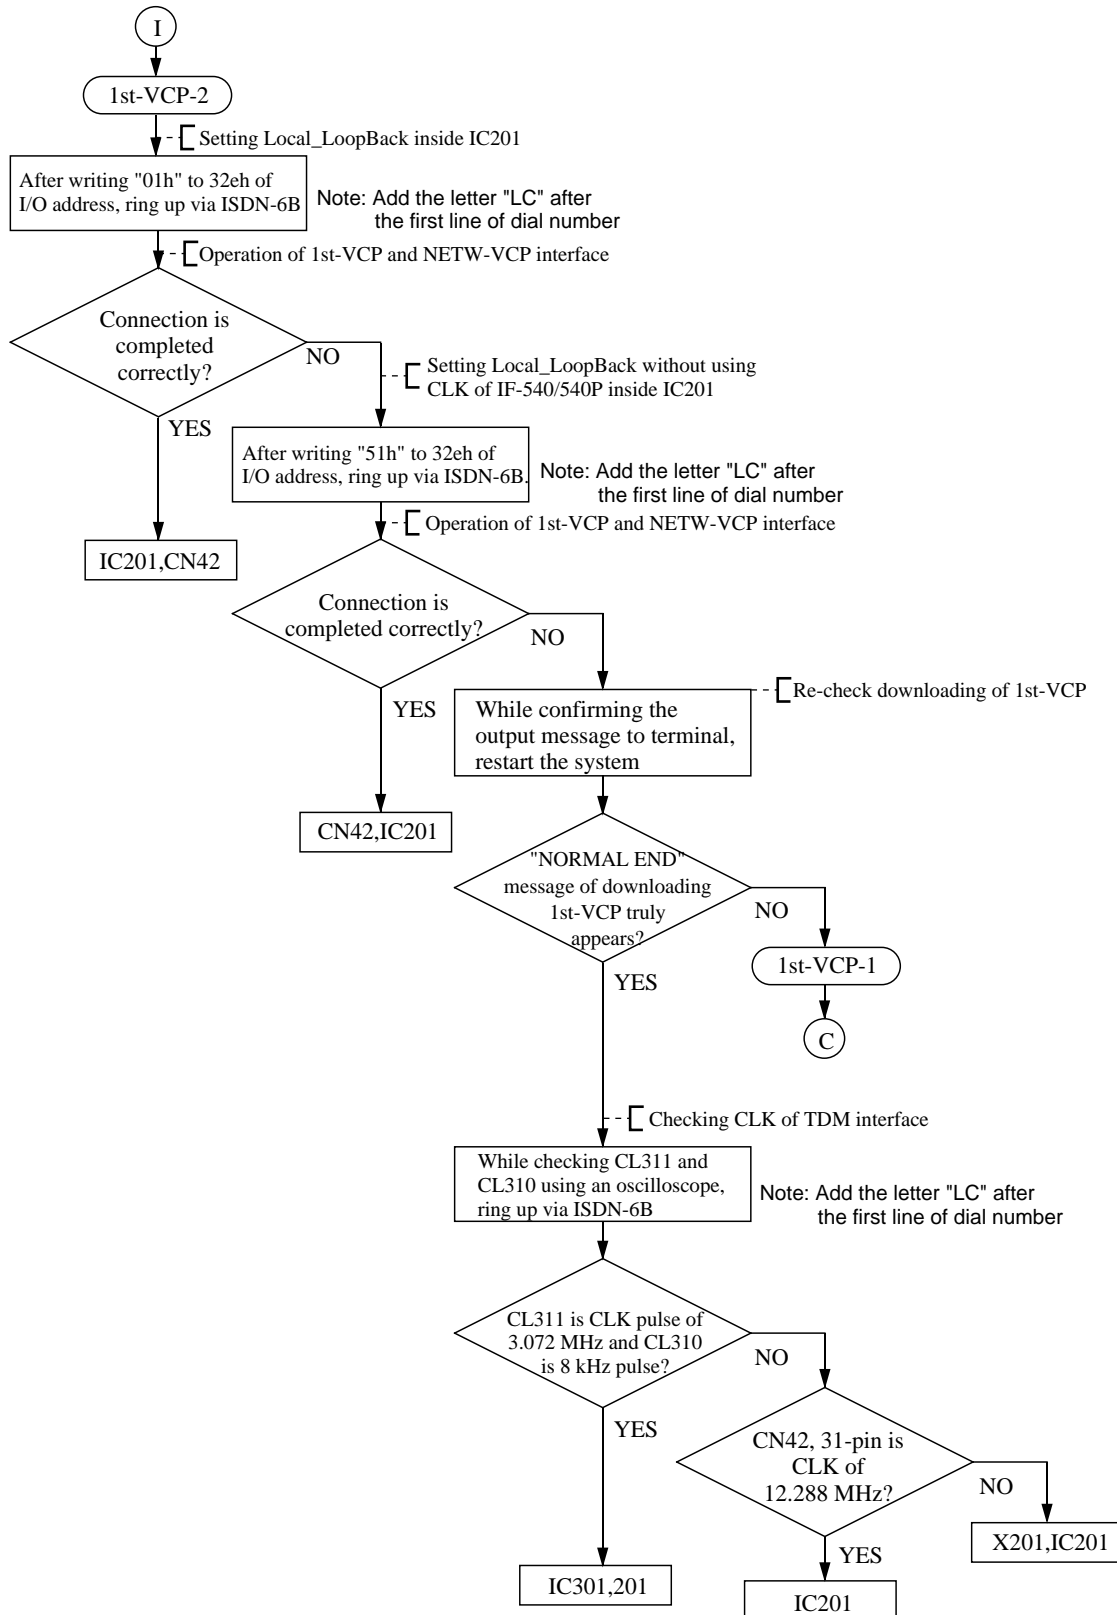 I
1st-VCP-2
Setting Local_LoopBack inside IC201
After writing "01h" to 32eh of
I/O address, ring up via ISDN-6B
Note: Add the letter "LC" after
the first line of dial number
Operation of 1st-VCP and NETW-VCP interface
Connection is
completed
correctly?
NO
YES
Setting Local_LoopBack without using
CLK of IF-540/540P inside IC201
After writing "51h" to 32eh of
I/O address, ring up via ISDN-6B.
Note: Add the letter "LC" after
the first line of dial number
Operation of 1st-VCP and NETW-VCP interface
IC201,CN42
Connection is
completed correctly?
NO
YES
Re-check downloading of 1st-VCP
While confirming the
output message to terminal,
restart the system
CN42,IC201
"NORMAL END"
message of downloading
1st-VCP truly
appears?
NO
YES
1st-VCP-1
C
Checking CLK of TDM interface
While checking CL311 and
CL310 using an oscilloscope,
ring up via ISDN-6B
Note: Add the letter "LC" after
the first line of dial number
CL311 is CLK pulse of
3.072 MHz and CL310
is 8 kHz pulse?
NO
YES
CN42, 31-pin is
CLK of
12.288 MHz?
NO
YES
X201,IC201
IC301,201
IC201